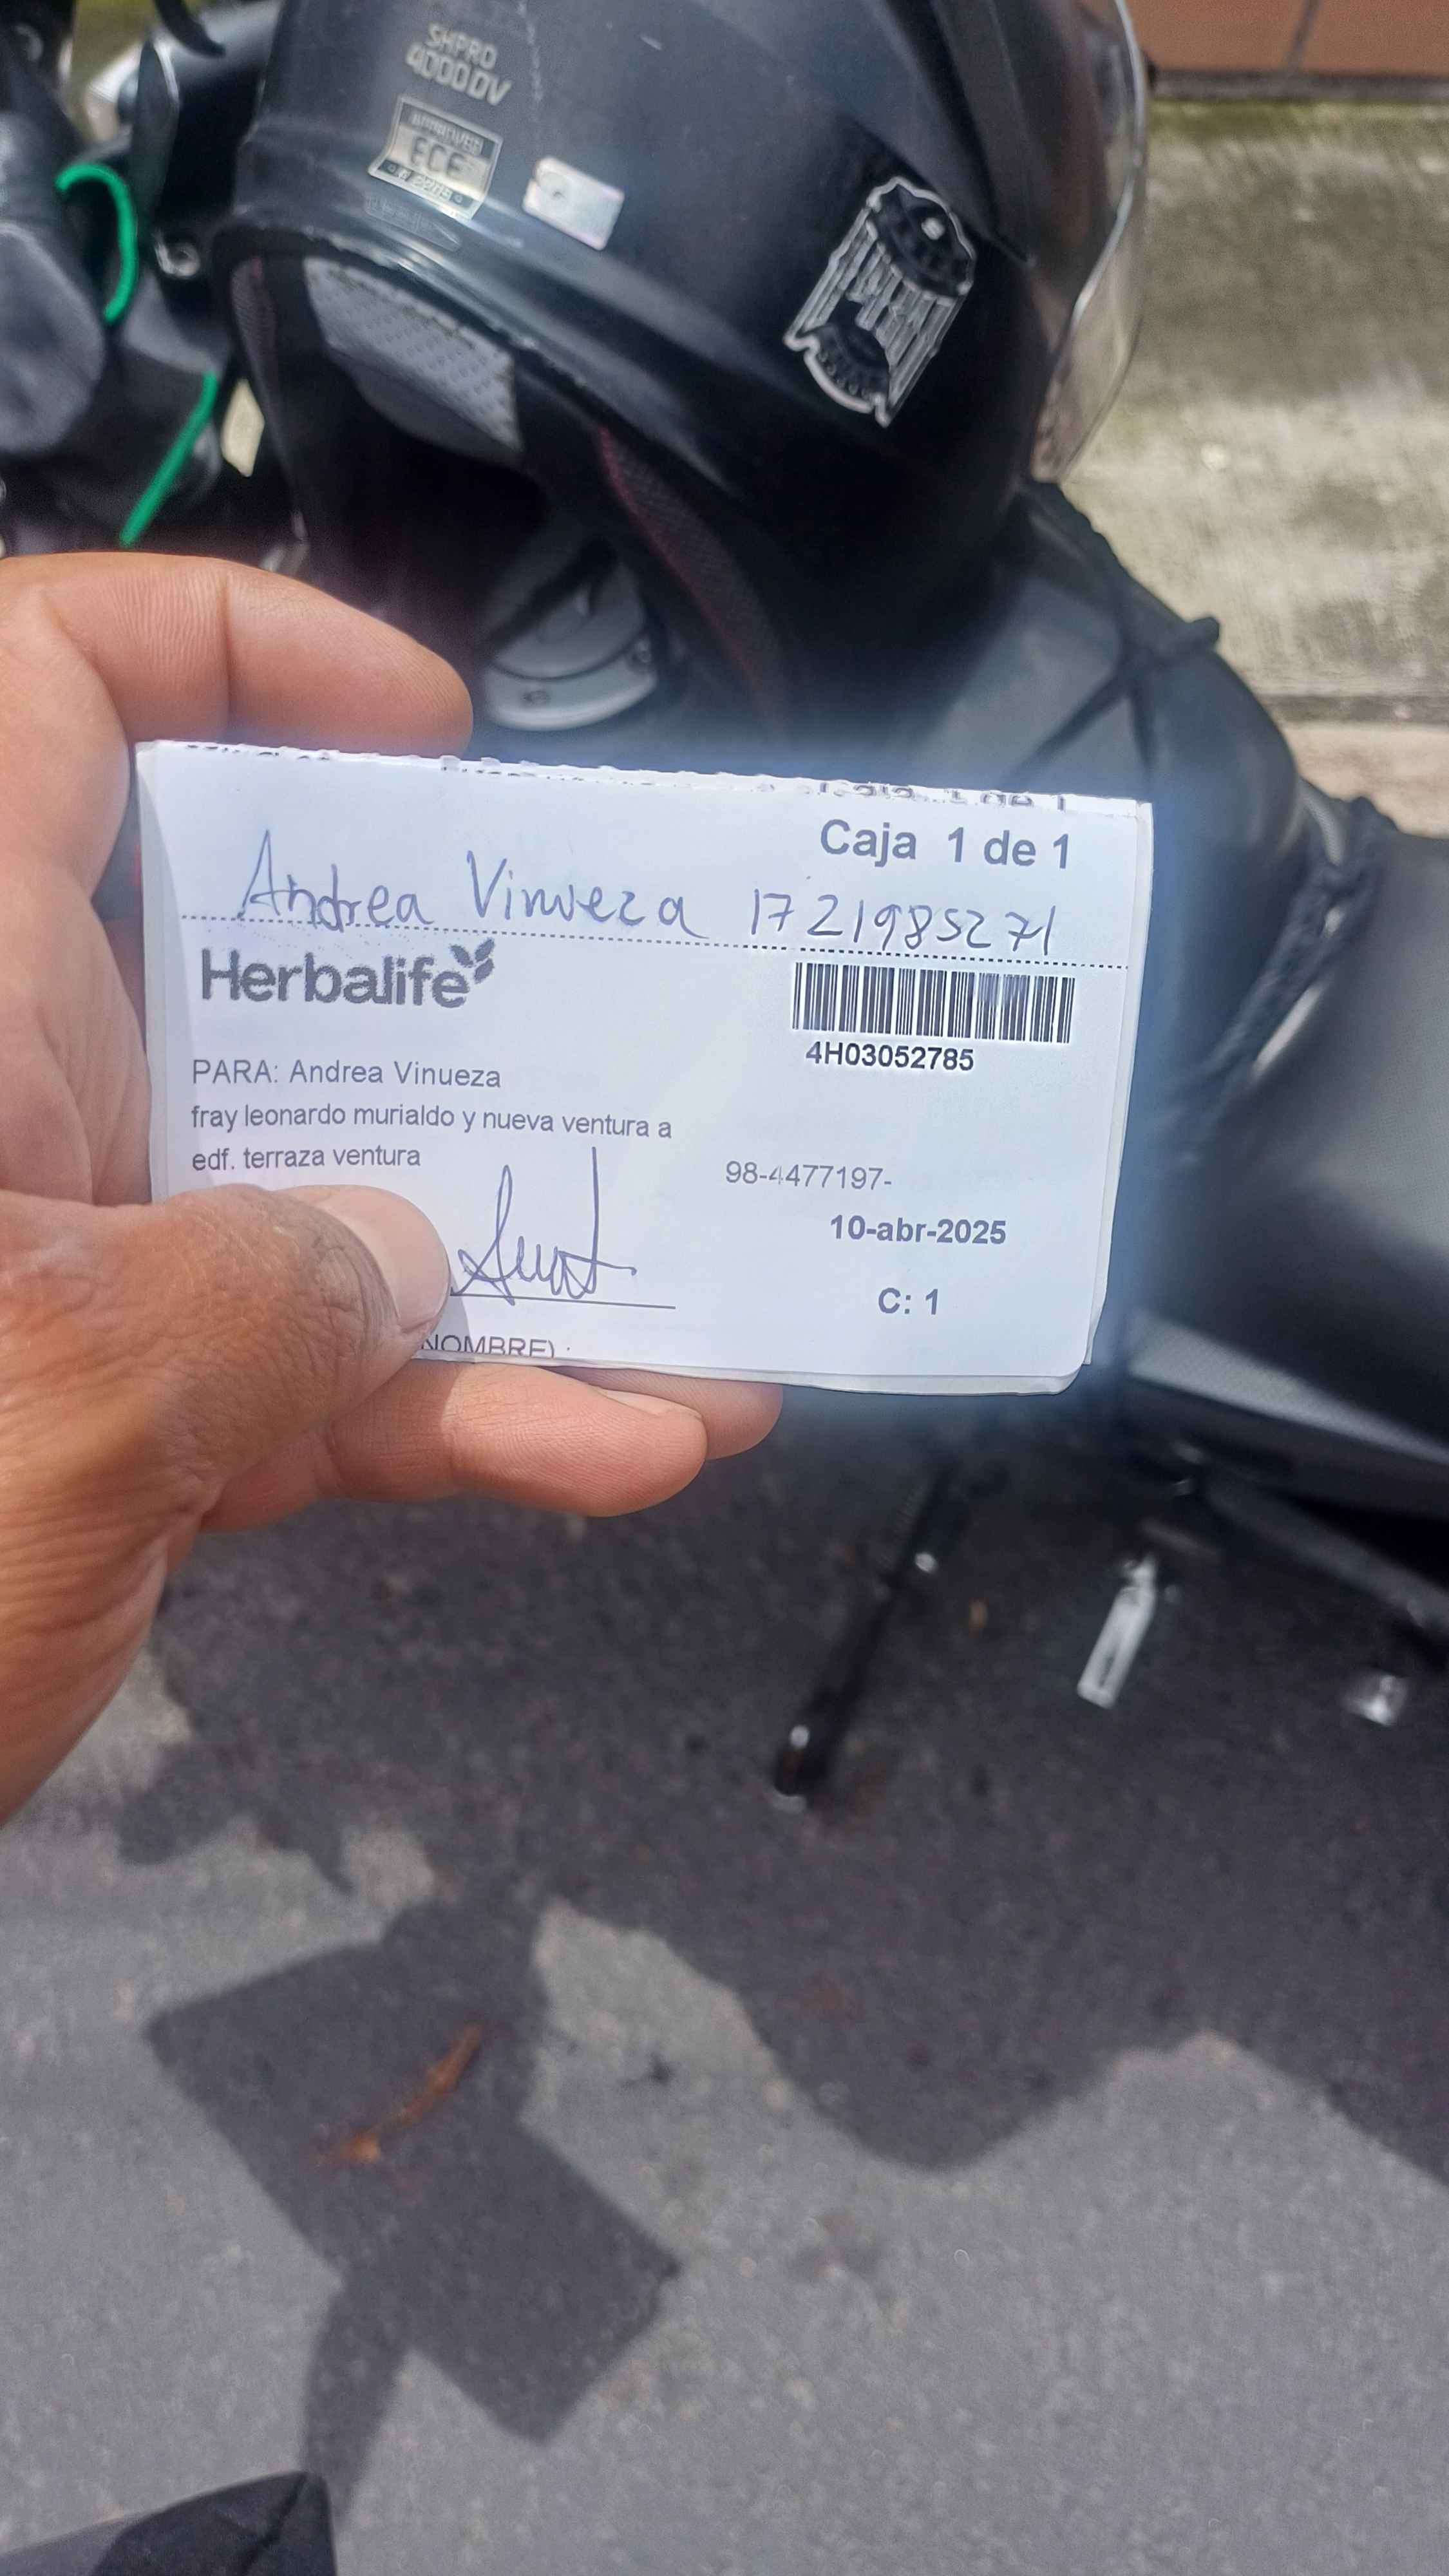 SHPRO
4000DV
ECE
Caja 1 de 1
Andrea Vinueza 1721985271
Herbalife
4H03052785
PARA: Andrea Vinueza
fray leonardo murialdo y nueva ventura a
edf. terraza ventura
98-4477197-
10-abr-2025
C: 1
NOMBRE) :